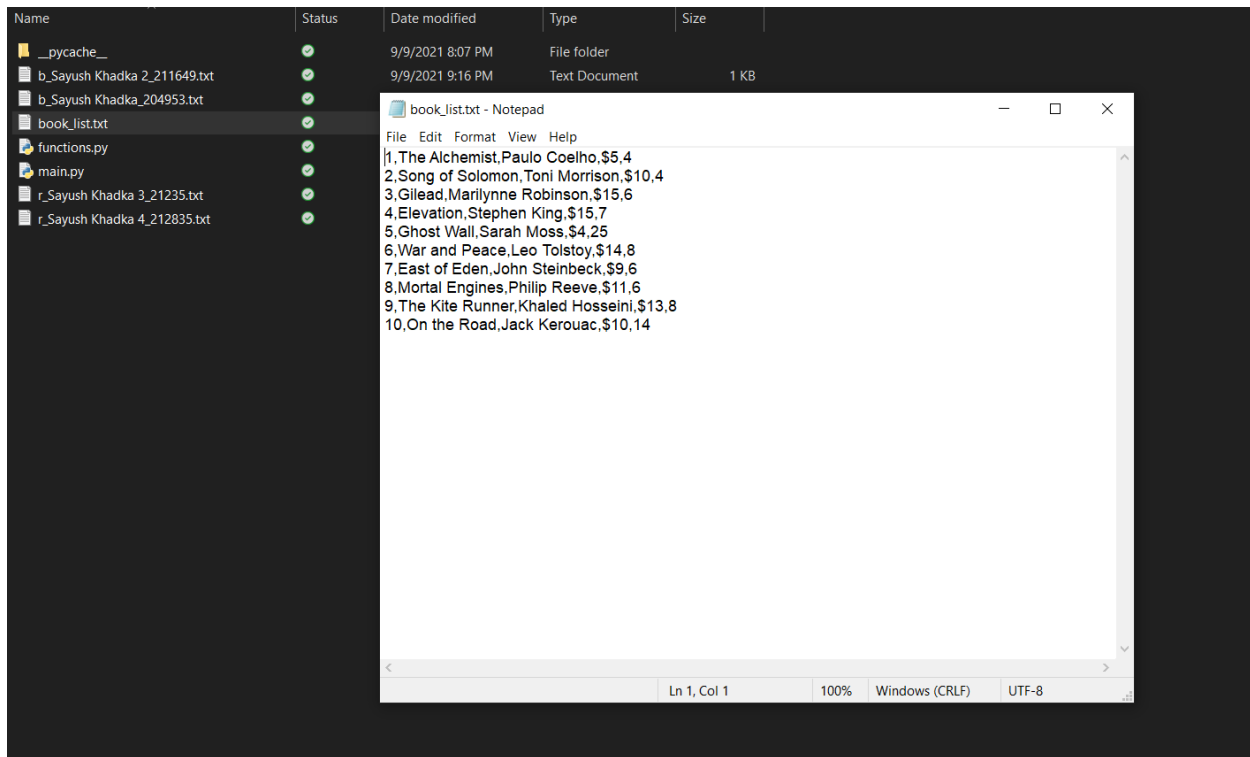 Name Status Date modified Type Size
__pycache__ 9/9/2021 8:07 PM File folder
b_Sayush Khadka 2_211649.txt 9/9/2021 9:16 PM Text Document 1 KB
b_Sayush Khadka_204953.txt
book_list.txt
functions.py
main.py
r_Sayush Khadka 3_21235.txt
r_Sayush Khadka 4_212835.txt
book_list.txt - Notepad
File Edit Format View Help
1,The Alchemist,Paulo Coelho,$5,4
2,Song of Solomon,Toni Morrison,$10,4
3,Gilead,Marilynne Robinson,$15,6
4,Elevation,Stephen King,$15,7
5,Ghost Wall,Sarah Moss,$4,25
6,War and Peace,Leo Tolstoy,$14,8
7,East of Eden,John Steinbeck,$9,6
8,Mortal Engines,Philip Reeve,$11,6
9,The Kite Runner,Khaled Hosseini,$13,8
10,On the Road,Jack Kerouac,$10,14
Ln 1, Col 1 100% Windows (CRLF) UTF-8